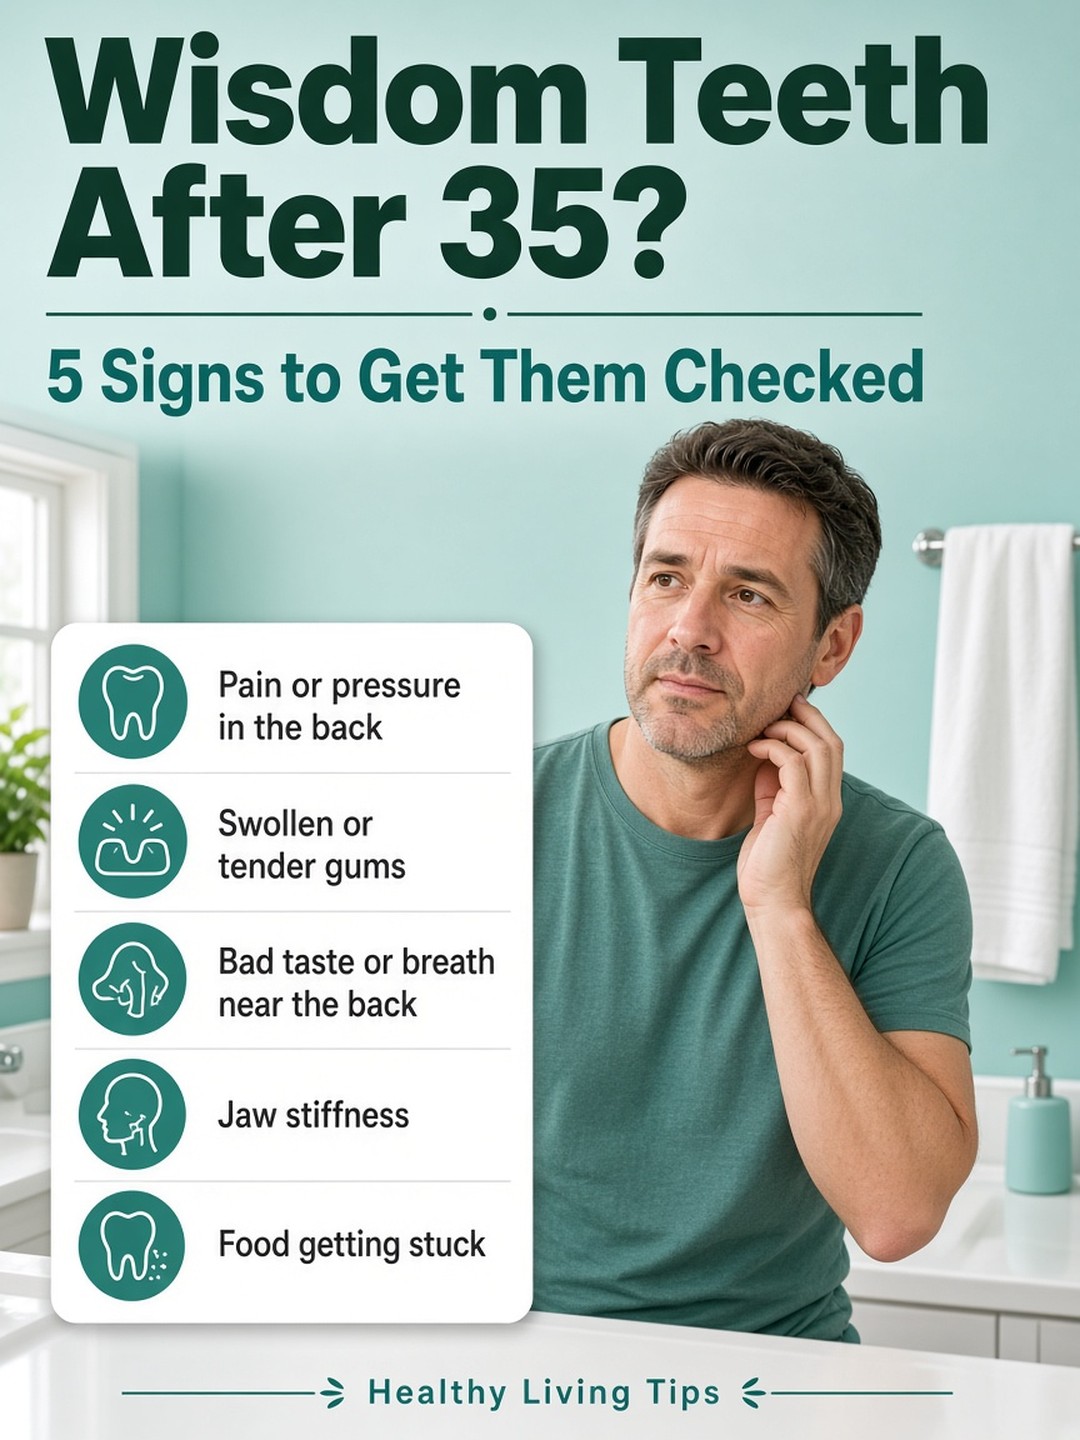 Wisdom Teeth
After 35?
5 Signs to Get Them Checked
Pain or pressure
in the back
Swollen or
tender gums
Bad taste or breath
near the back
Jaw stiffness
Food getting stuck
Healthy Living Tips